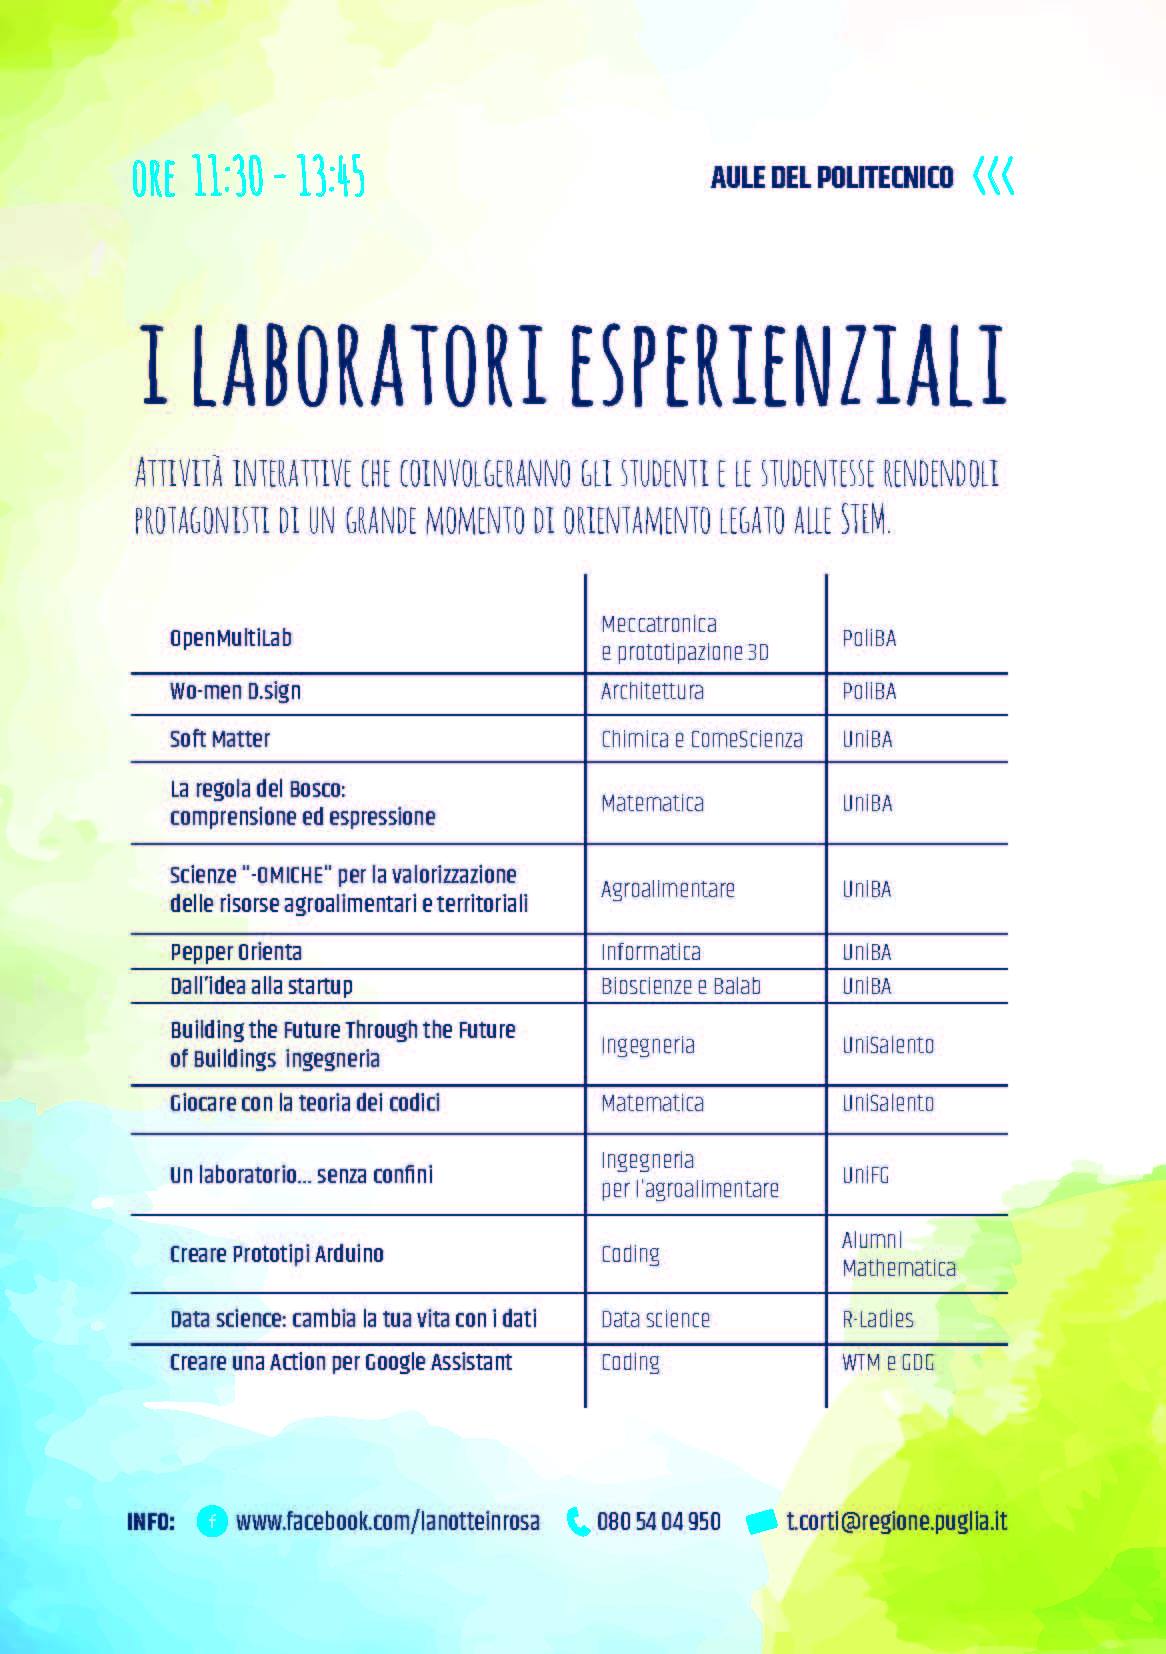 ORE 11:30 - 13:45
AULE DEL POLITECNICO
I LABORATORI ESPERIENZIALI
ATTIVITÀ INTERATTIVE CHE COINVOLGERANNO GLI STUDENTI E LE STUDENTESSE RENDENDOLI
PROTAGONISTI DI UN GRANDE MOMENTO DI ORIENTAMENTO LEGATO ALLE STEM.
OpenMultiLab
Meccatronica
e prototipazione 3D
PoliBA
Wo-men D.sign
Architettura
PoliBA
Soft Matter
Chimica e ComeScienza
UniBA
La regola del Bosco:
comprensione ed espressione
Matematica
UniBA
Scienze "-OMICHE" per la valorizzazione
delle risorse agroalimentari e territoriali
Agroalimentare
UniBA
Pepper Orienta
Informatica
UniBA
Dall'idea alla startup
Bioscienze e Balab
UniBA
Building the Future Through the Future
of Buildings ingegneria
Ingegneria
UniSalento
Giocare con la teoria dei codici
Matematica
UniSalento
Un laboratorio... senza confini
Ingegneria
per l'agroalimentare
UniFG
Creare Prototipi Arduino
Coding
Alumni
Mathematica
Data science: cambia la tua vita con i dati
Data science
R-Ladies
Creare una Action per Google Assistant
Coding
WTM e GDG
INFO: www.facebook.com/lanotteinrosa 080 54 04 950 t.corti@regione.puglia.it